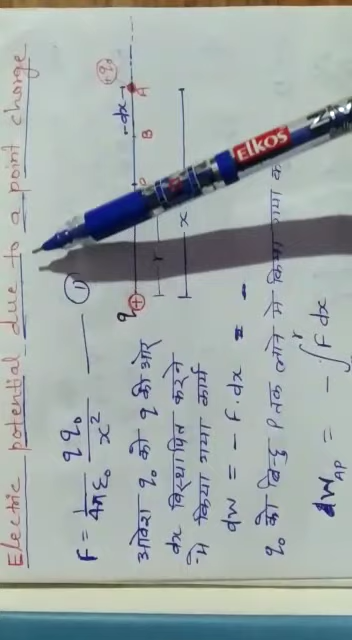 Electric potential due to a point charge
F = 1/4πε₀ qq₀/x² —— ①
q
+
r
x
P
B
A
dx
+q₀
आवेश q₀ को q की ओर
dx विस्थापित करने
में किया गया कार्य
dW = - F. dx = -
q₀ को बिन्दु P तक लाने में किया गया
dW_AP = - ∫ʳ F dx
elkos